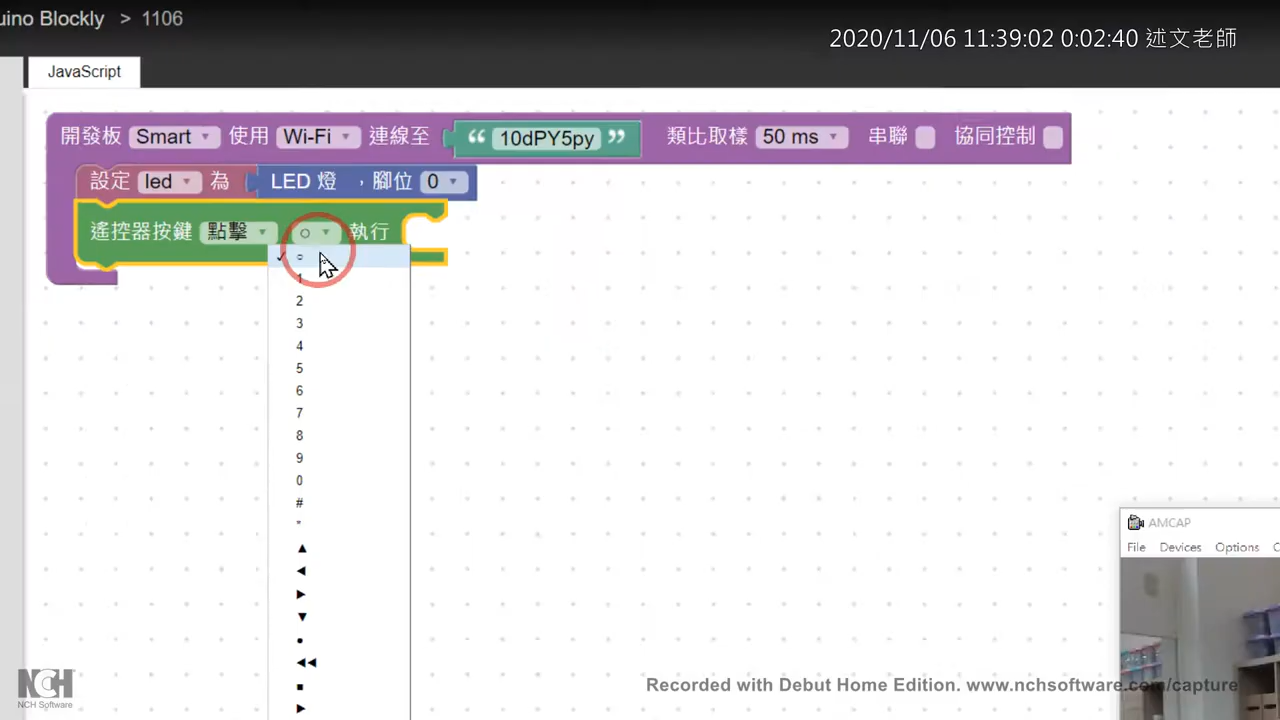 uino Blockly > 1106
2020/11/06 11:39:02 0:02:40 述文老師
JavaScript
開發板 Smart ▼ 使用 Wi-Fi ▼ 連線至 “ 10dPY5py ” 類比取樣 50 ms ▼ 串聯 協同控制
設定 led ▼ 為 LED 燈 ，腳位 0 ▼
遙控器按鍵 點擊 ▼ ○ ▼ 執行
✓ ○
1
2
3
4
5
6
7
8
9
0
#
*
▲
◀
▶
▼
●
◀◀
■
▶
AMCAP
File Devices Options C
NCH
NCH Software
Recorded with Debut Home Edition. www.nchsoftware.com/capture